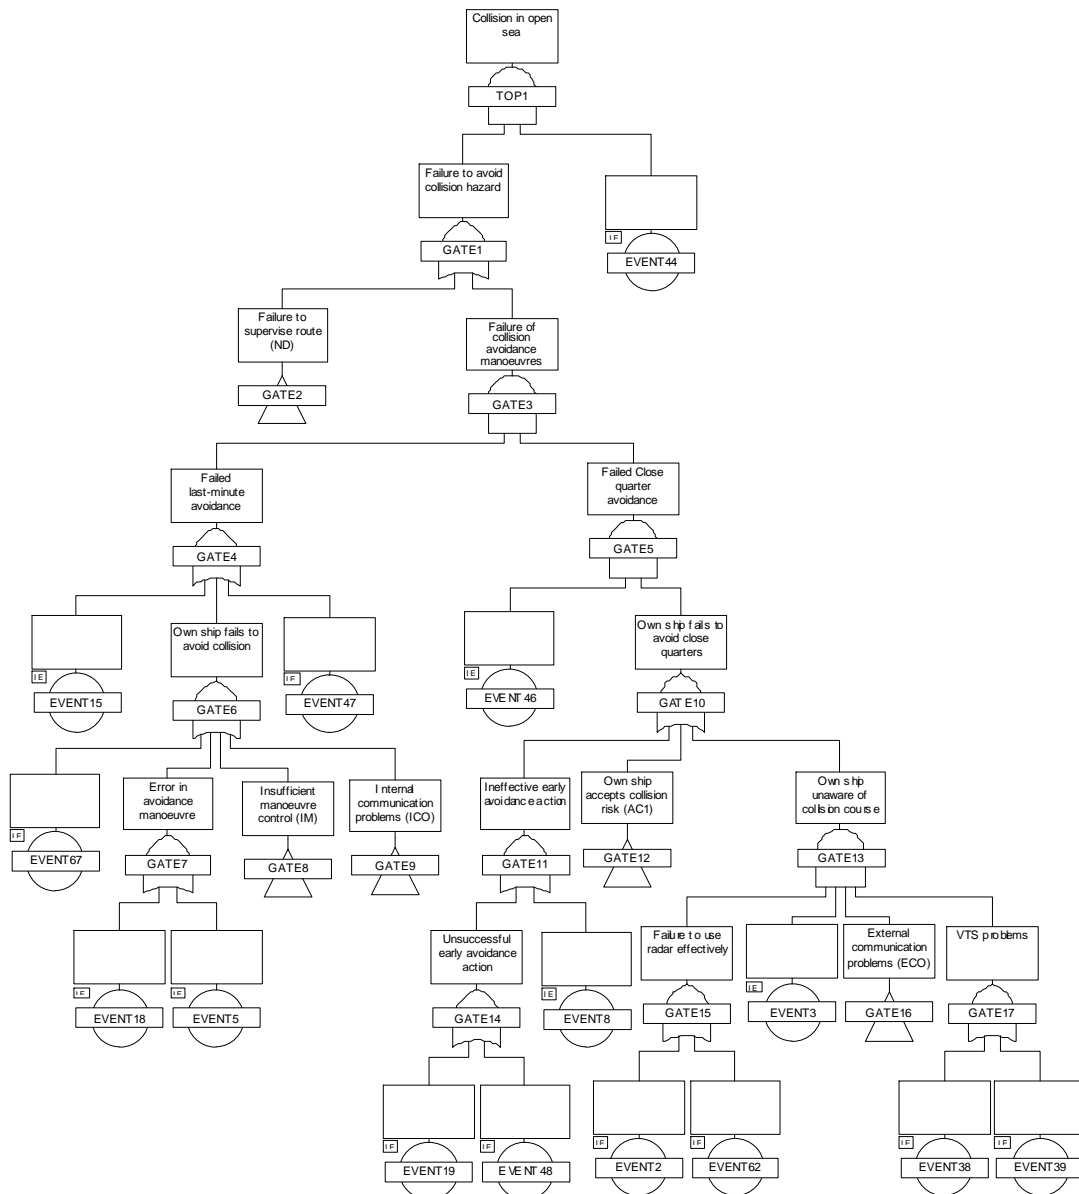 Collision in open
sea
TOP1
Failure to avoid
collision hazard
IF
EVENT44
GATE1
Failure to
supervise route
(ND)
Failure of
collision
avoidance
manoeuvres
GATE2
GATE3
Failed
last-minute
avoidance
Failed Close
quarter
avoidance
GATE4
GATE5
IE
EVENT15
Own ship fails to
avoid collision
IF
EVENT47
IE
EVENT46
Own ship fails to
avoid close
quarters
GATE6
GATE10
IF
EVENT67
Error in
avoidance
manoeuvre
Insufficient
manoeuvre
control (IM)
Internal
communication
problems (ICO)
Ineffective early
avoidance action
Own ship
accepts collision
risk (AC1)
Own ship
unaware of
collision course
GATE7
GATE8
GATE9
GATE11
GATE12
GATE13
IE
EVENT18
IE
EVENT5
Unsuccessful
early avoidance
action
IE
EVENT8
Failure to use
radar effectively
IE
EVENT3
External
communication
problems (ECO)
VTS problems
GATE14
GATE15
GATE16
GATE17
IF
EVENT19
IF
EVENT48
IF
EVENT2
IF
EVENT62
IF
EVENT38
IF
EVENT39